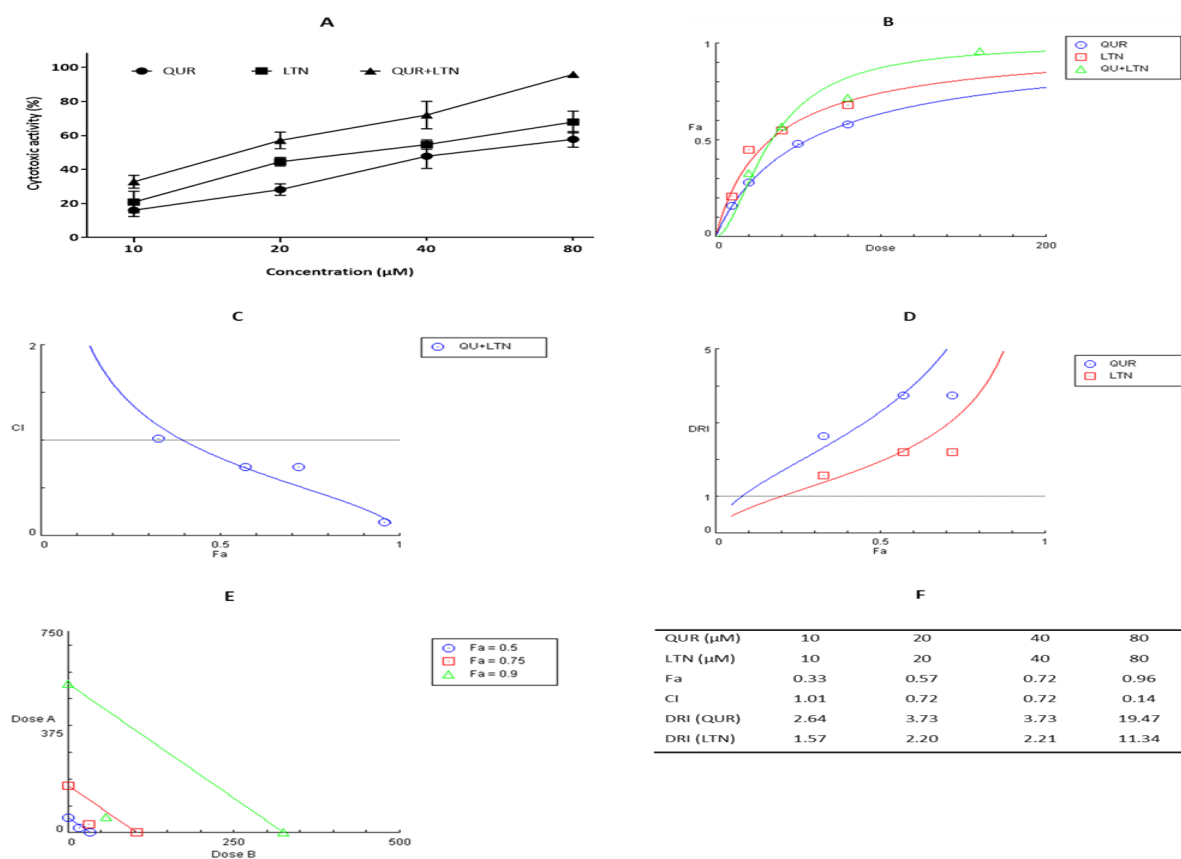 A
QUR LTN QUR+LTN
100
80
60
40
20
0
Cytotoxic activity (%)
10 20 40 80
Concentration (µM)
B
1
Fa
0.5
0
0 200
Dose
QUR
LTN
QU+LTN
C
2
CI
0
0 0.5 1
Fa
QU+LTN
D
5
DRI
1
0
0 0.5 1
Fa
QUR
LTN
E
750
Dose A
375
0
0 250 500
Dose B
Fa = 0.5
Fa = 0.75
Fa = 0.9
F
QUR (µM) 10 20 40 80
LTN (µM) 10 20 40 80
Fa 0.33 0.57 0.72 0.96
CI 1.01 0.72 0.72 0.14
DRI (QUR) 2.64 3.73 3.73 19.47
DRI (LTN) 1.57 2.20 2.21 11.34